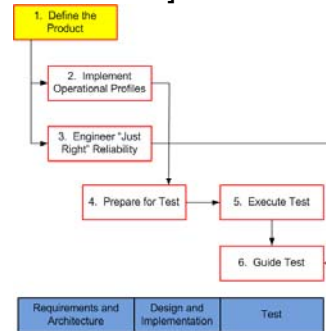 1. Define the
Product
2. Implement
Operational Profiles
3. Engineer "Just
Right" Reliability
4. Prepare for Test
5. Execute Test
6. Guide Test
Requirements and
Architecture
Design and
Implementation
Test